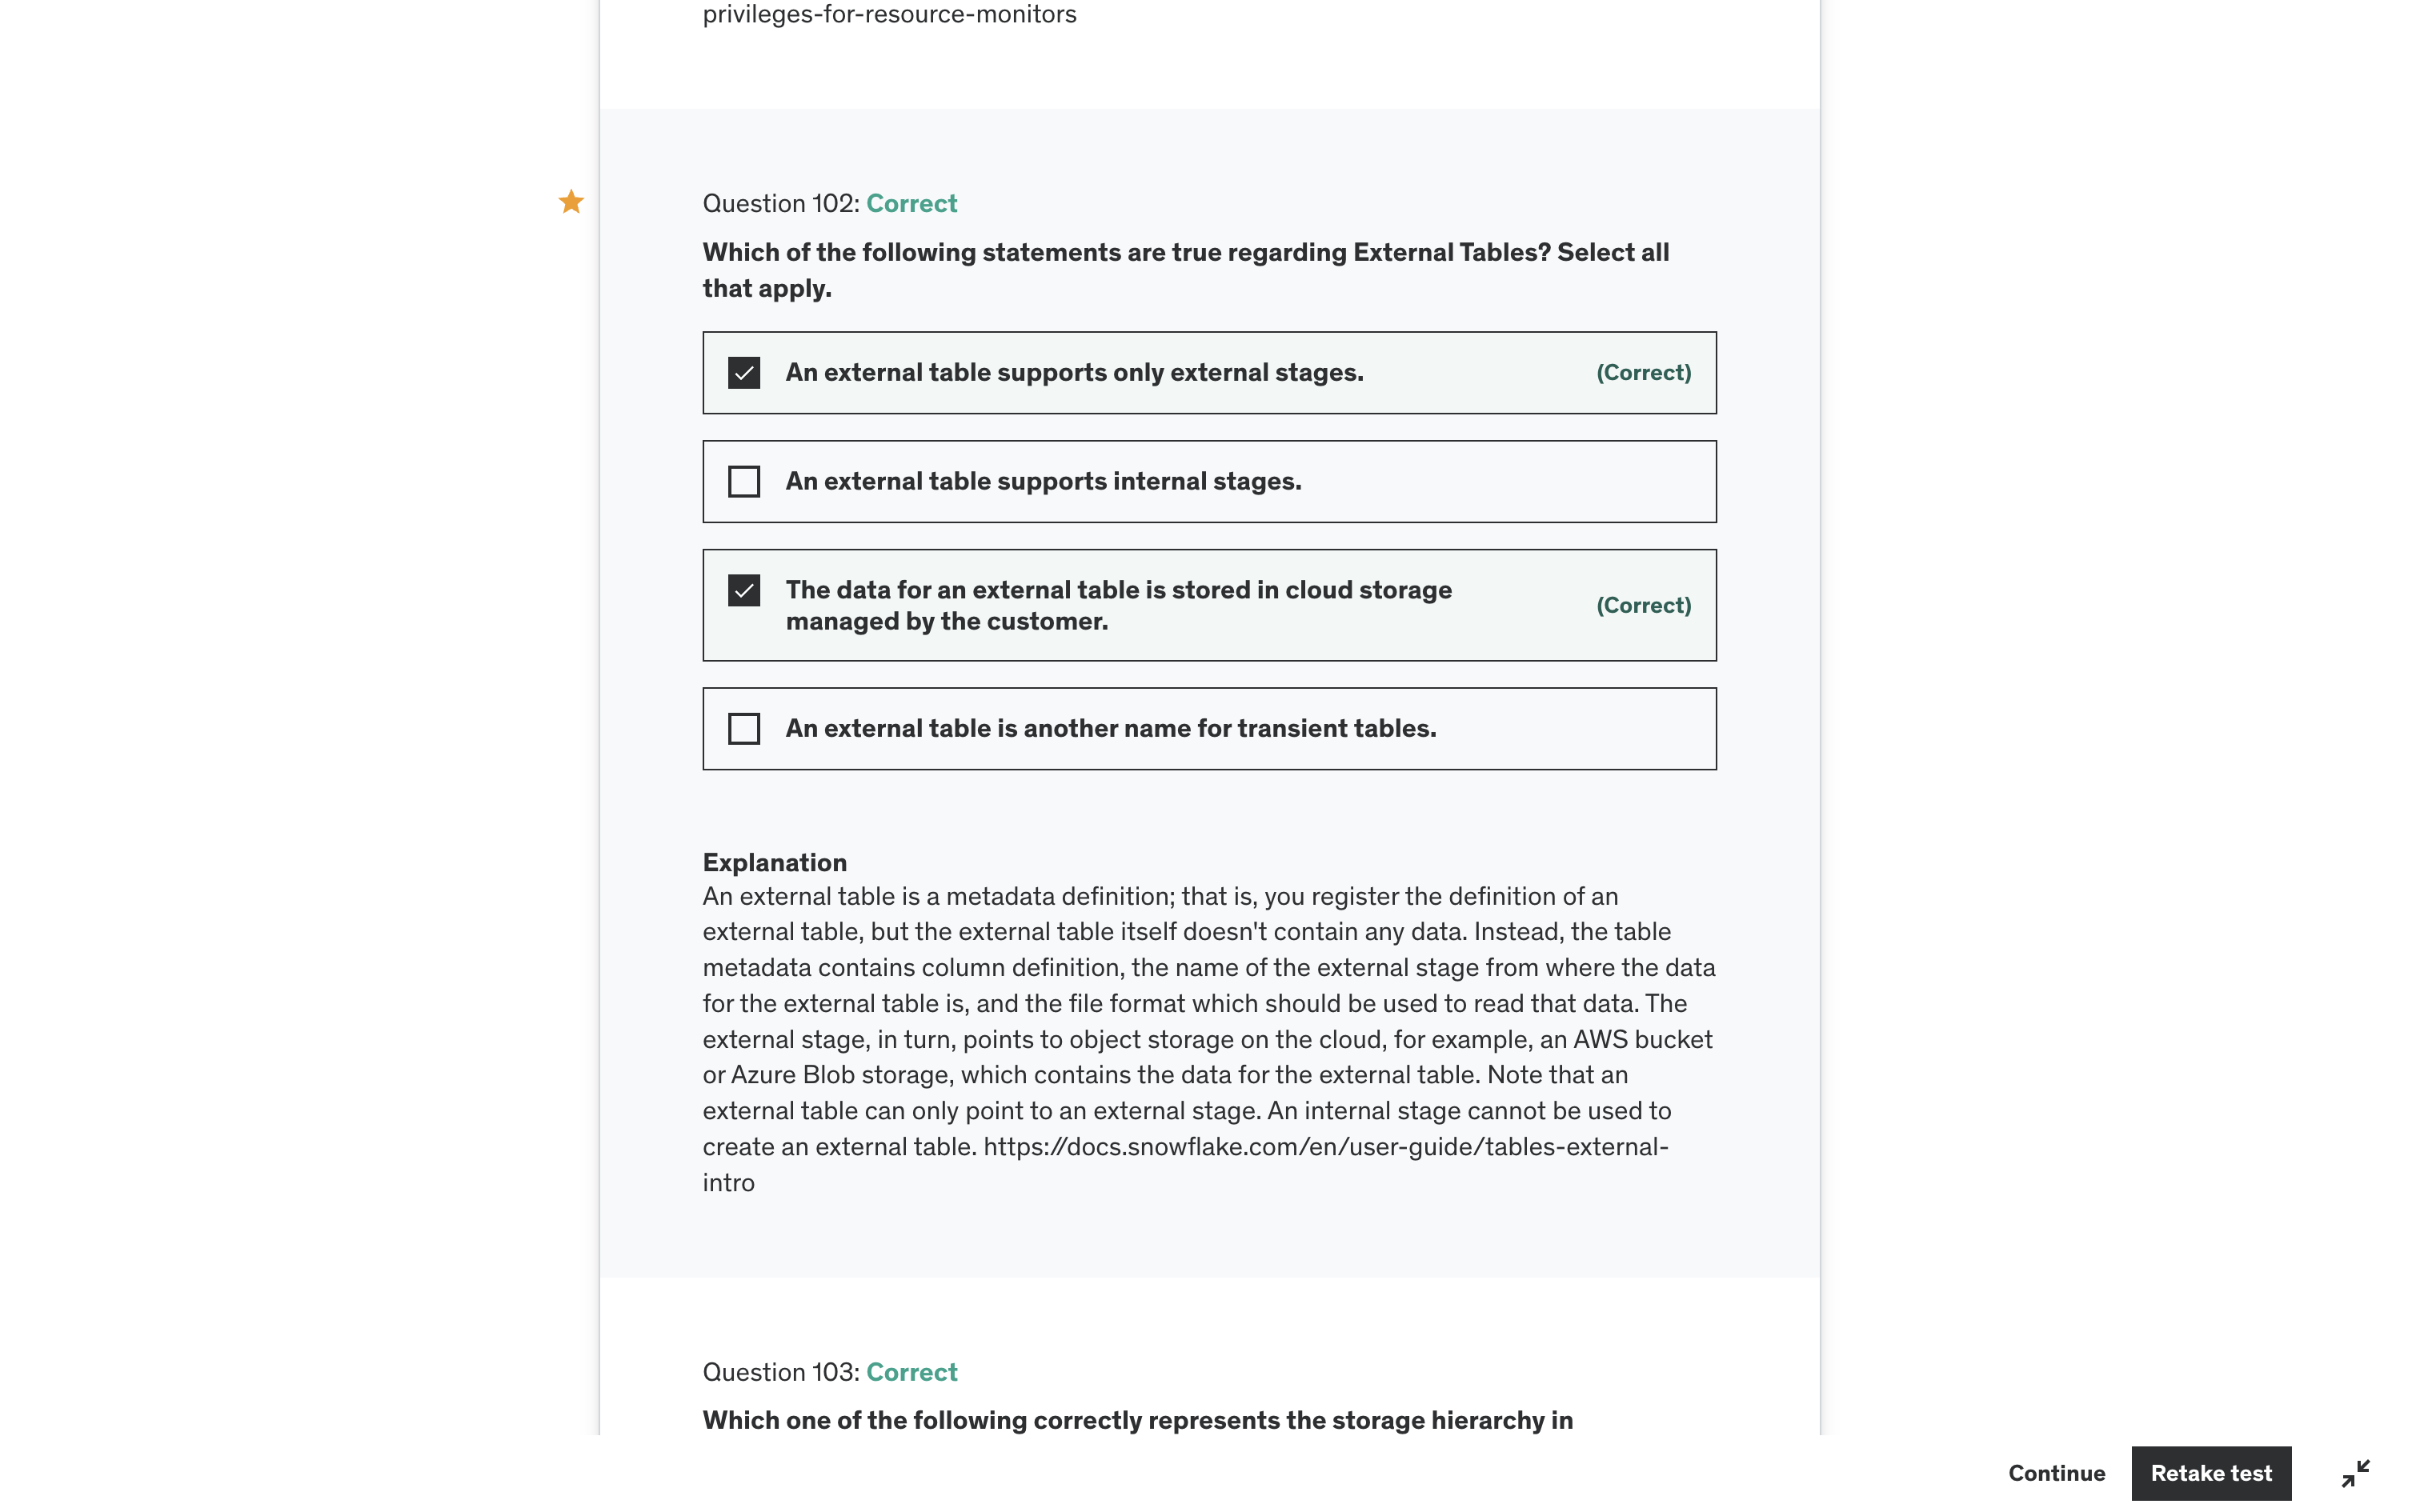 privileges-for-resource-monitors
Question 102: Correct
Which of the following statements are true regarding External Tables? Select all
that apply.
An external table supports only external stages.
(Correct)
An external table supports internal stages.
The data for an external table is stored in cloud storage
managed by the customer.
(Correct)
An external table is another name for transient tables.
Explanation
An external table is a metadata definition; that is, you register the definition of an
external table, but the external table itself doesn't contain any data. Instead, the table
metadata contains column definition, the name of the external stage from where the data
for the external table is, and the file format which should be used to read that data. The
external stage, in turn, points to object storage on the cloud, for example, an AWS bucket
or Azure Blob storage, which contains the data for the external table. Note that an
external table can only point to an external stage. An internal stage cannot be used to
create an external table. https://docs.snowflake.com/en/user-guide/tables-external-
intro
Question 103: Correct
Which one of the following correctly represents the storage hierarchy in
Continue
Retake test